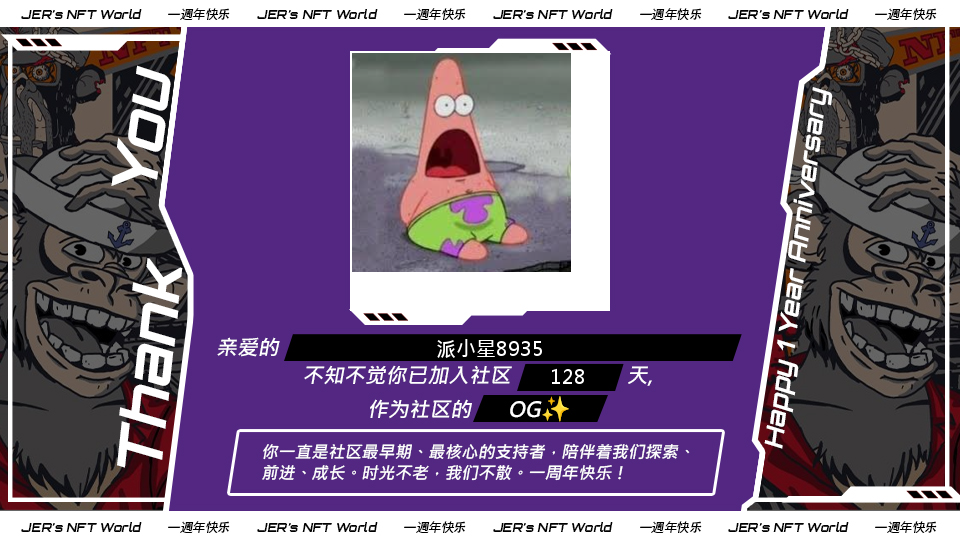 JER's NFT World 一週年快乐 JER's NFT World 一週年快乐 JER's NFT World 一週年快乐 JER's NFT World 一週年快乐
Thank You
亲爱的 派小星8935
不知不觉你已加入社区 128 天,
作为社区的 OG✨
你一直是社区最早期、最核心的支持者，陪伴着我们探索、
前进、成长。时光不老，我们不散。一周年快乐！
Happy 1 Year Anniversary
JER's NFT World 一週年快乐 JER's NFT World 一週年快乐 JER's NFT World 一週年快乐 JER's NFT World 一週年快乐